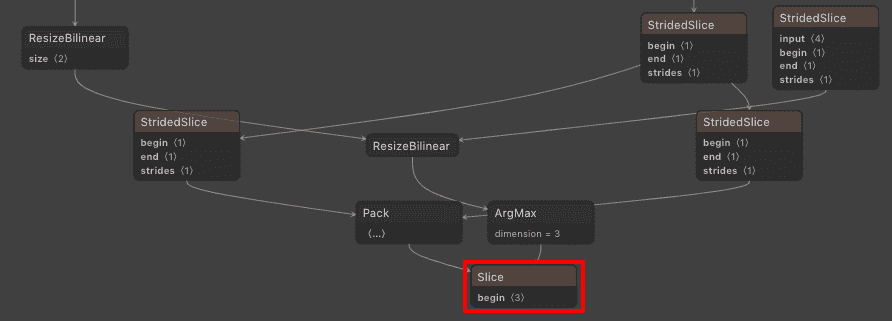 ResizeBilinear
size ⟨2⟩
StridedSlice
begin ⟨1⟩
end ⟨1⟩
strides ⟨1⟩
StridedSlice
input ⟨4⟩
begin ⟨1⟩
end ⟨1⟩
strides ⟨1⟩
StridedSlice
begin ⟨1⟩
end ⟨1⟩
strides ⟨1⟩
ResizeBilinear
StridedSlice
begin ⟨1⟩
end ⟨1⟩
strides ⟨1⟩
Pack
⟨...⟩
ArgMax
dimension = 3
Slice
begin ⟨3⟩